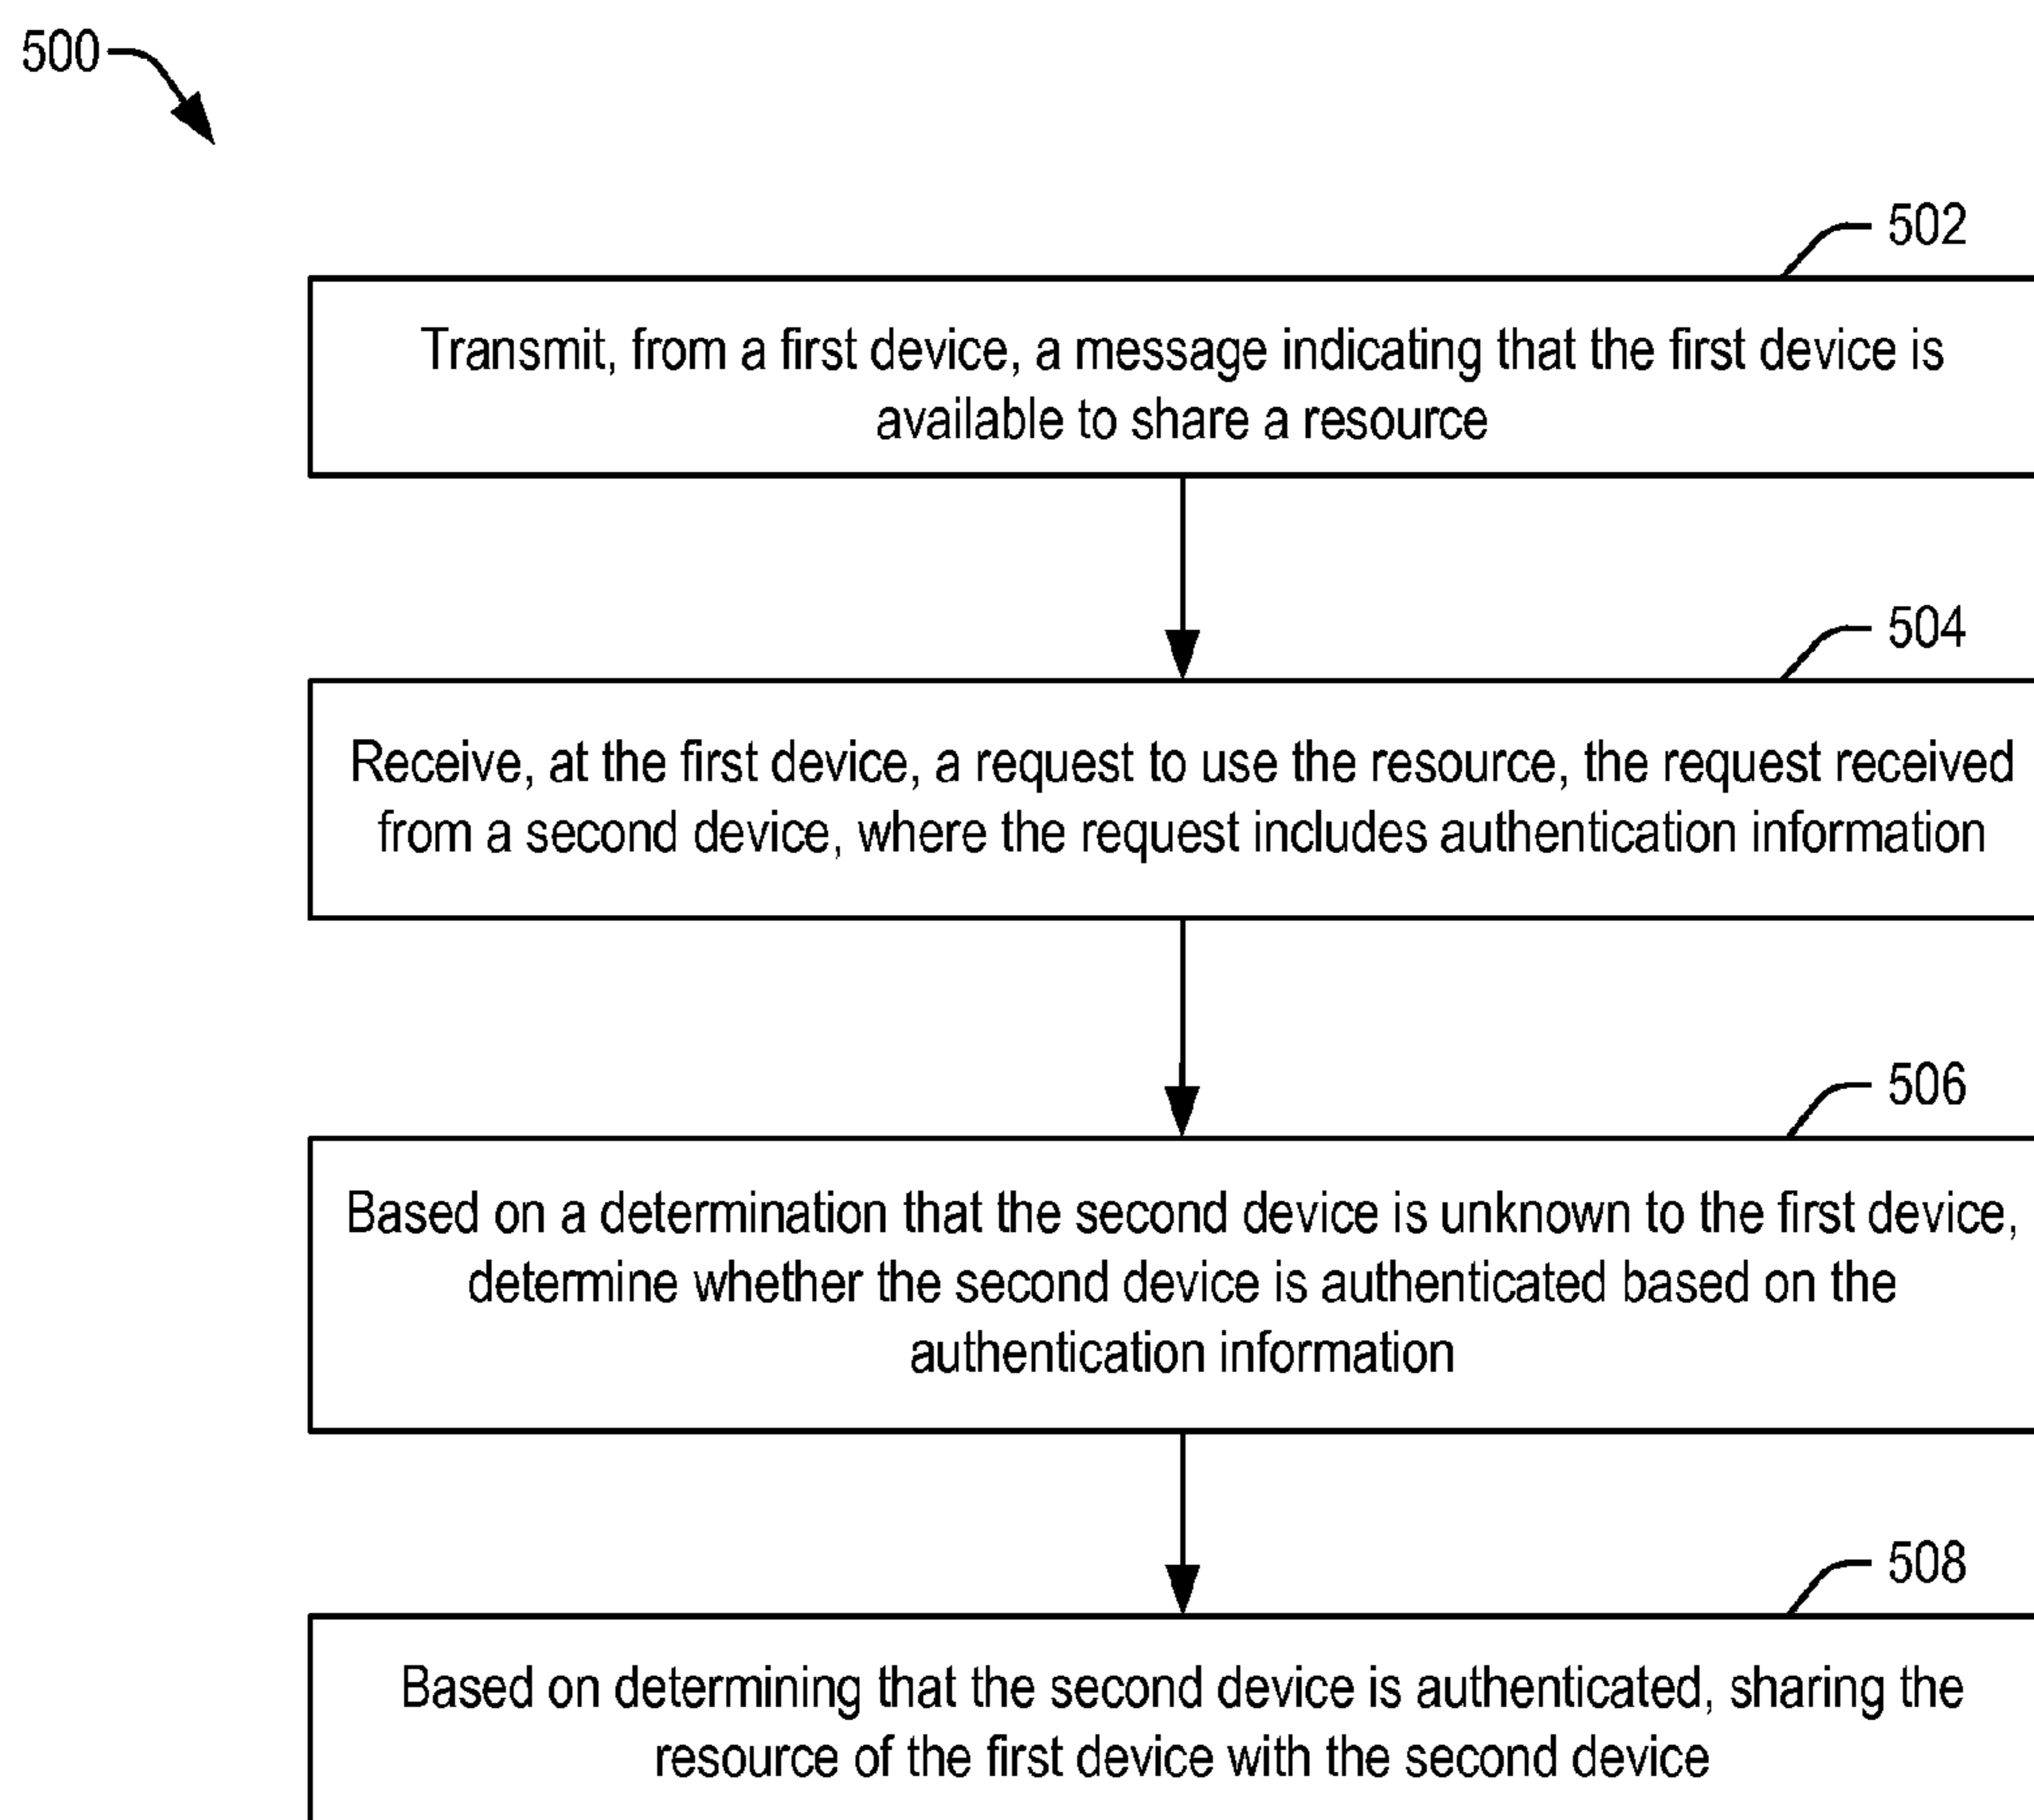 500
502
Transmit, from a first device, a message indicating that the first device is
available to share a resource
504
Receive, at the first device, a request to use the resource, the request received
from a second device, where the request includes authentication information
506
Based on a determination that the second device is unknown to the first device,
determine whether the second device is authenticated based on the
authentication information
508
Based on determining that the second device is authenticated, sharing the
resource of the first device with the second device